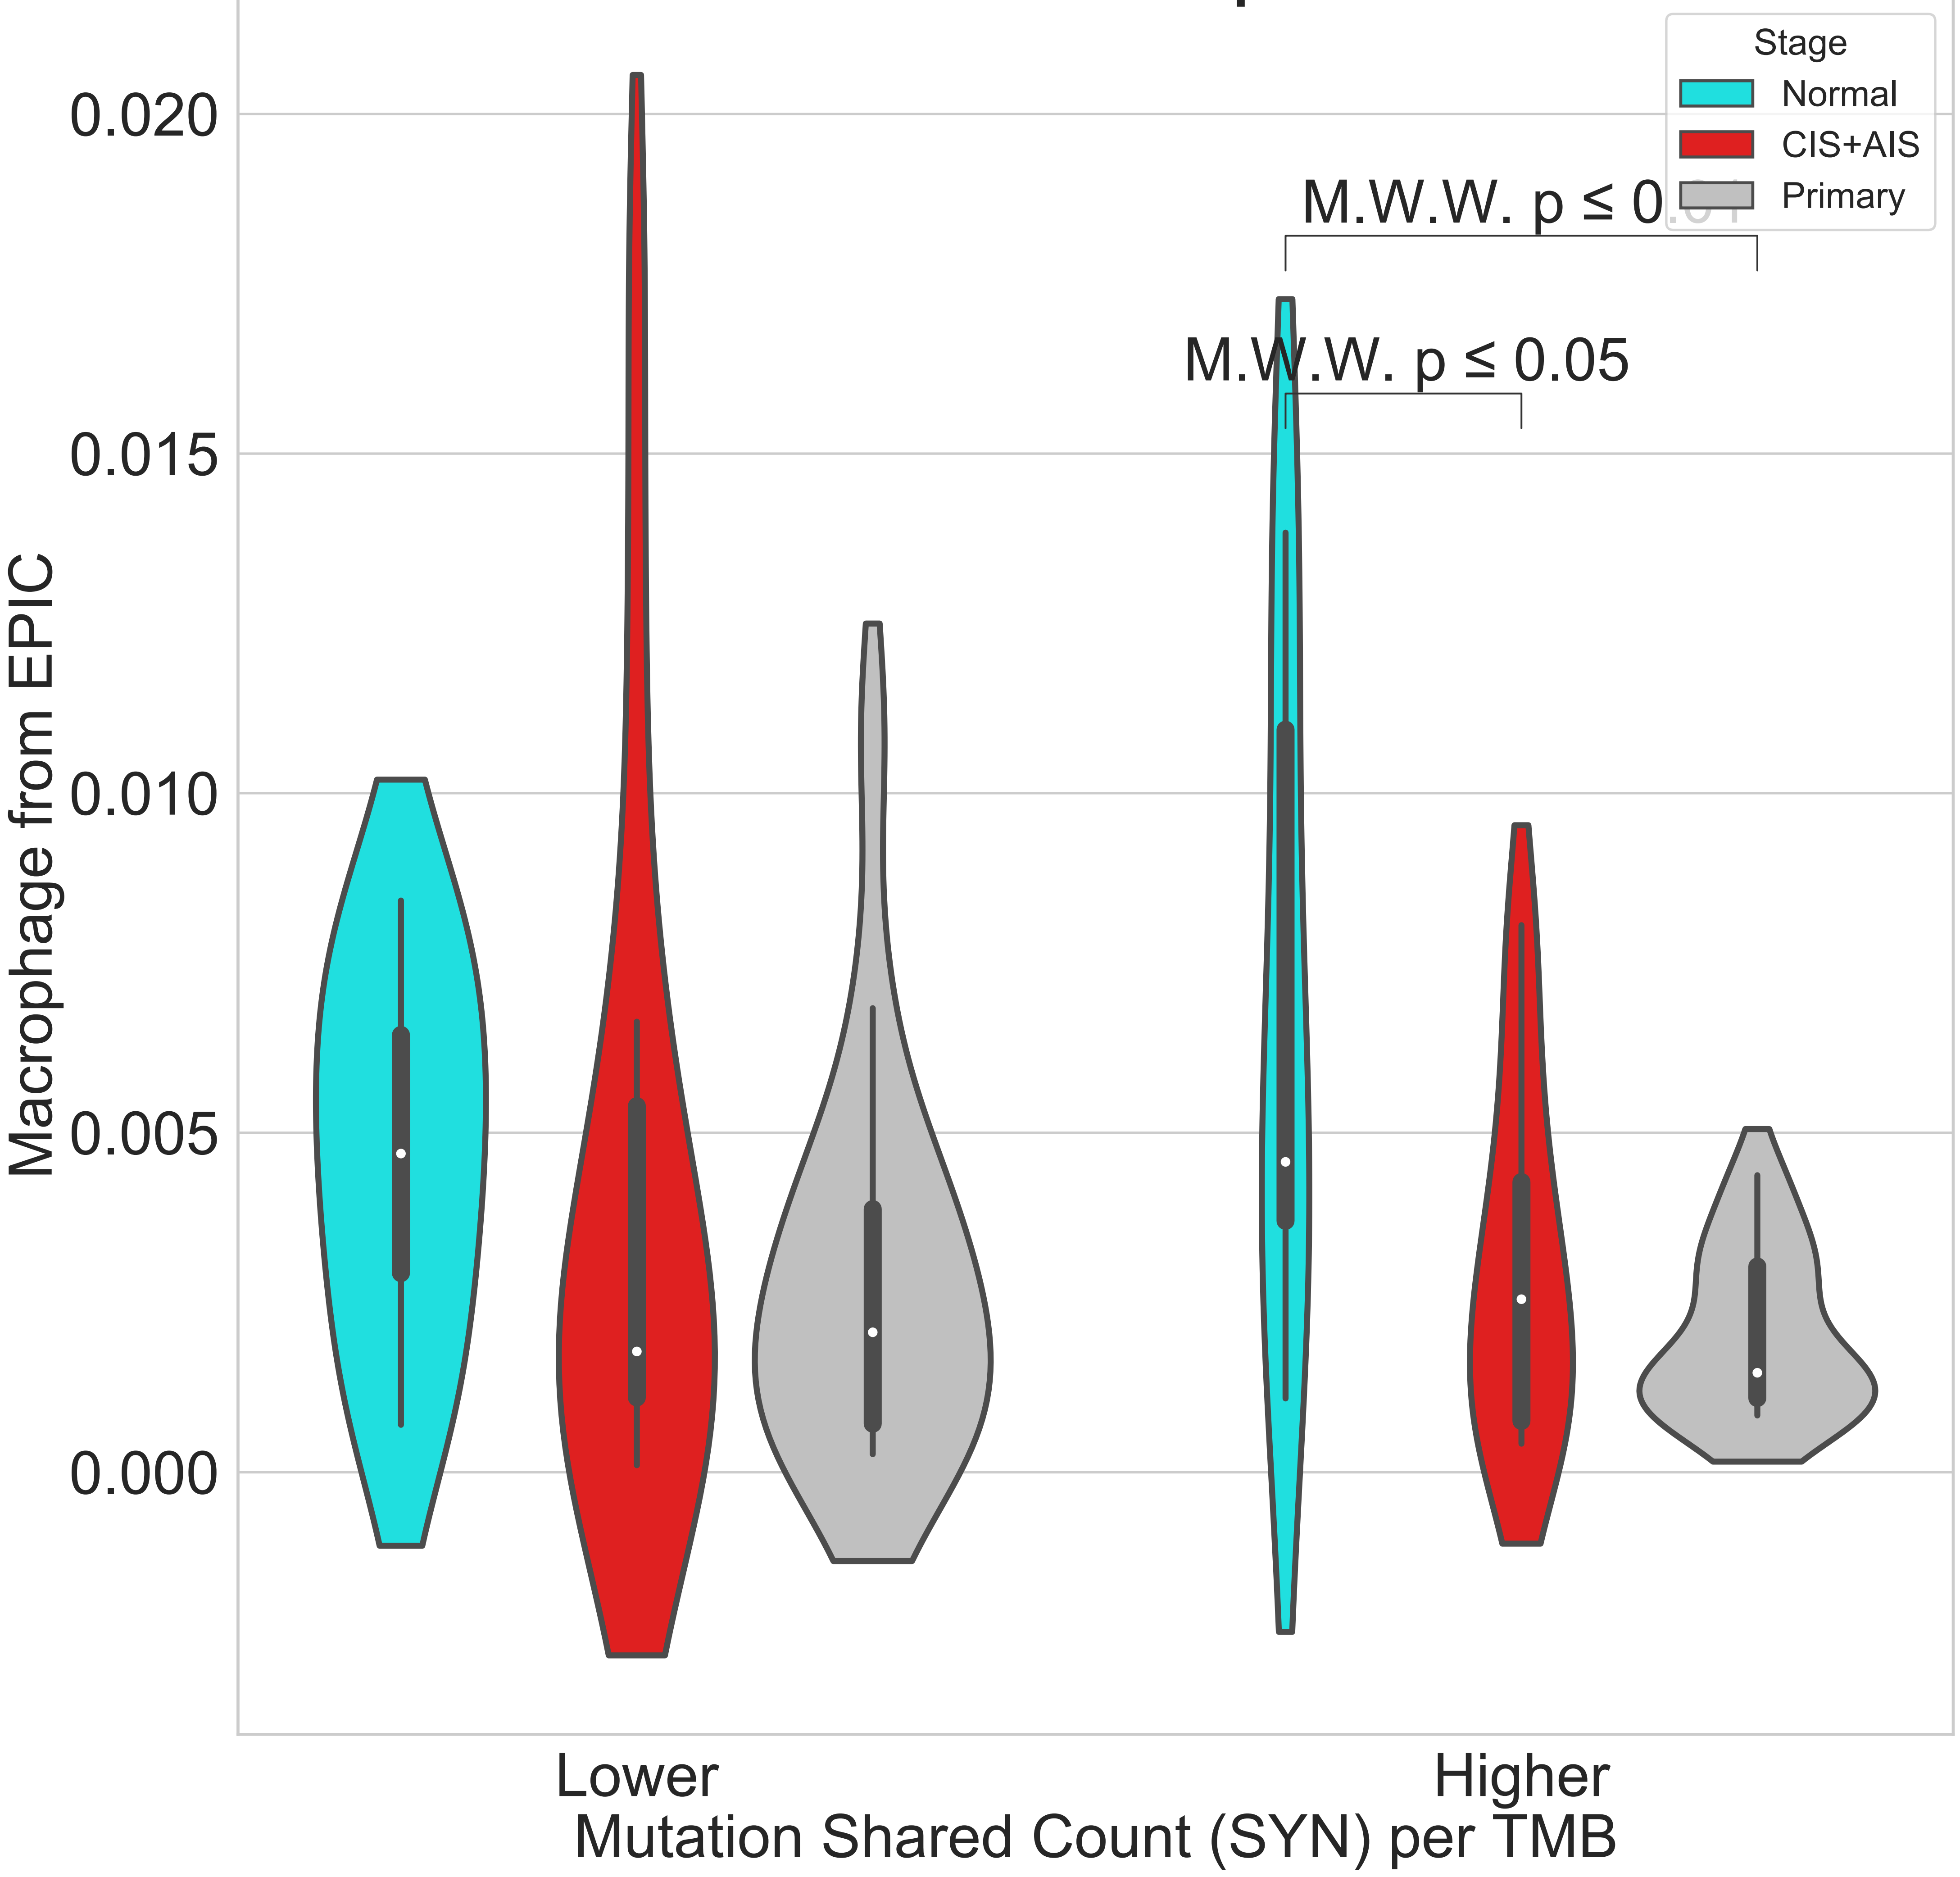 Stage
Normal
CIS+AIS
Primary
M.W.W. p ≤ 0.01
M.W.W. p ≤ 0.05
0.020
0.015
0.010
0.005
0.000
Macrophage from EPIC
Lower
Higher
Mutation Shared Count (SYN) per TMB